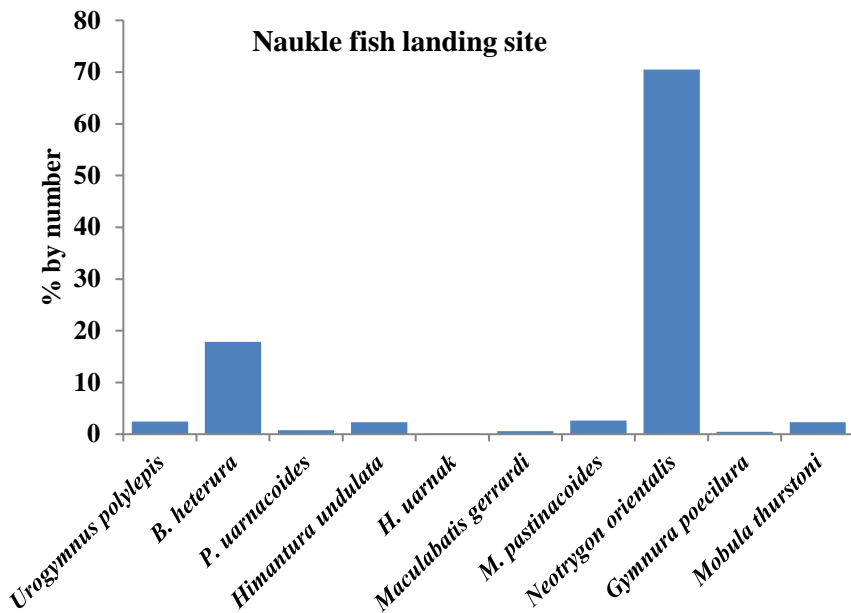 Naukle fish landing site
% by number
80
70
60
50
40
30
20
10
0
Urogymnus polylepis
B. heterura
P. uarnacoides
Himantura undulata
H. uarnak
Maculabatis gerrardi
M. pastinacoides
Neotrygon orientalis
Gymnura poecilura
Mobula thurstoni